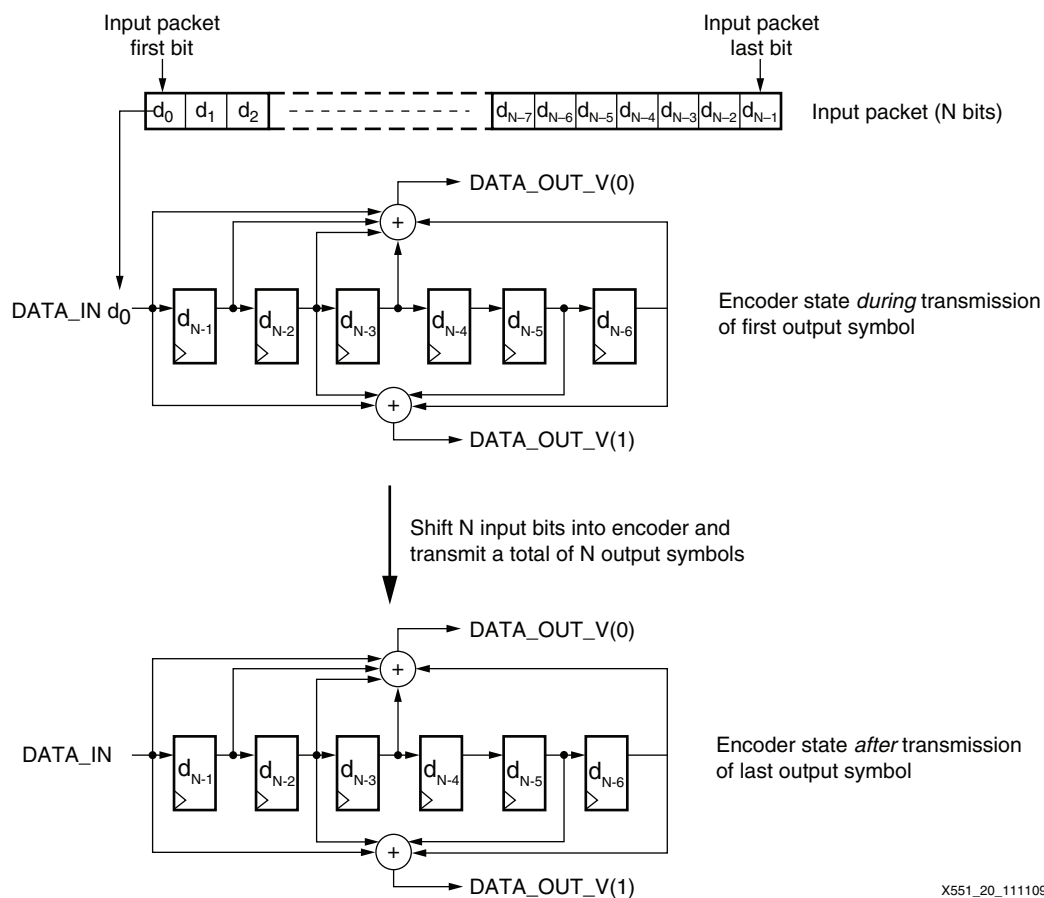 Input packet
first bit
Input packet
last bit
d0 d1 d2 dN–7 dN–6 dN–5 dN–4 dN–3 dN–2 dN–1
Input packet (N bits)
DATA_OUT_V(0)
+
DATA_IN d0
dN-1 dN-2 dN-3 dN-4 dN-5 dN-6
Encoder state during transmission
of first output symbol
+
DATA_OUT_V(1)
Shift N input bits into encoder and
transmit a total of N output symbols
DATA_OUT_V(0)
+
DATA_IN
dN-1 dN-2 dN-3 dN-4 dN-5 dN-6
Encoder state after transmission
of last output symbol
+
DATA_OUT_V(1)
X551_20_111109